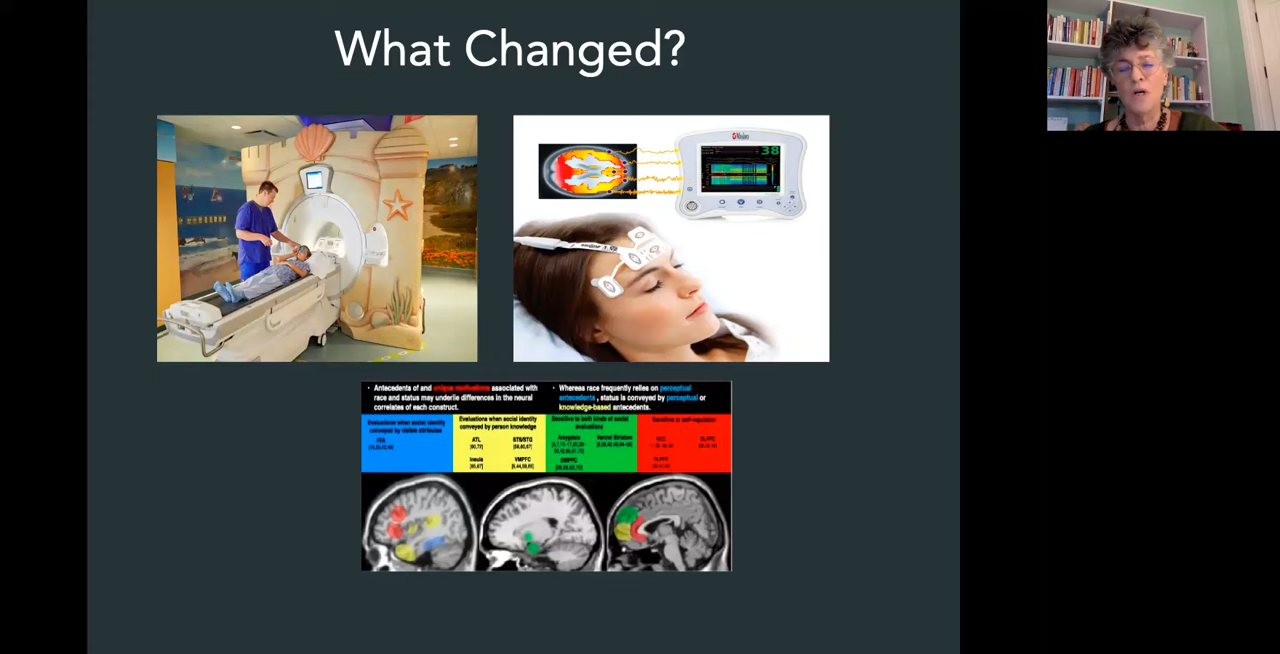 What Changed?
Masimo
38
• Antecedents of and unique motivations associated with
race and status may underlie differences in the neural
correlates of each construct.
• Whereas race frequently relies on perceptual
antecedents , status is conveyed by perceptual or
knowledge-based antecedents.
Evaluations when social identity
conveyed by visible attributes
FFA
Evaluations when social identity
conveyed by person knowledge
ATL
STS/STG
Insula
VMPFC
Sensitive to both kinds of social
evaluations
Amygdala
Ventral Striatum
DMPFC
Sensitive to self-regulation
ACC
DLPFC